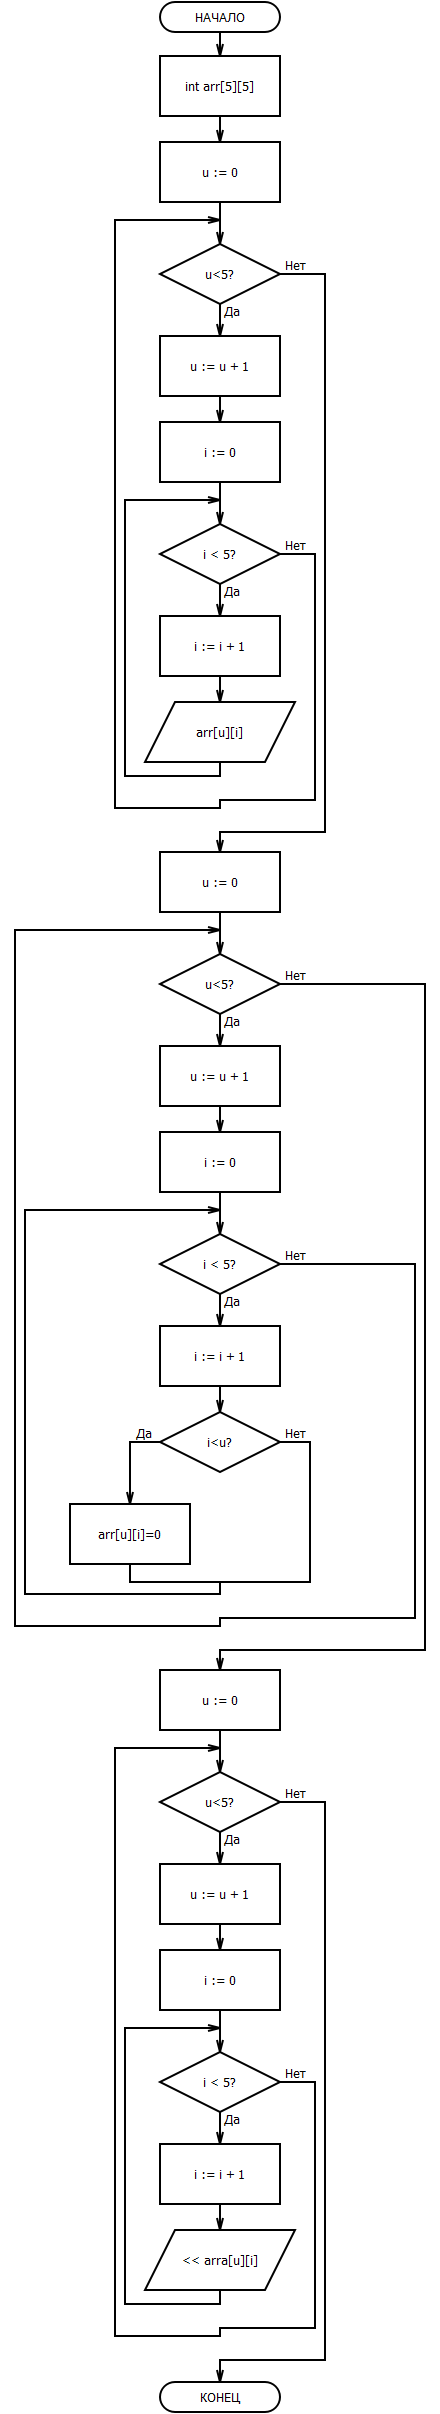 НАЧАЛО
int arr[5][5]
u := 0
u<5?
Нет
Да
u := u + 1
i := 0
i < 5?
Нет
Да
i := i + 1
arr[u][i]
u := 0
u<5?
Нет
Да
u := u + 1
i := 0
i < 5?
Нет
Да
i := i + 1
Да
i<u?
Нет
arr[u][i]=0
u := 0
u<5?
Нет
Да
u := u + 1
i := 0
i < 5?
Нет
Да
i := i + 1
<< arra[u][i]
КОНЕЦ